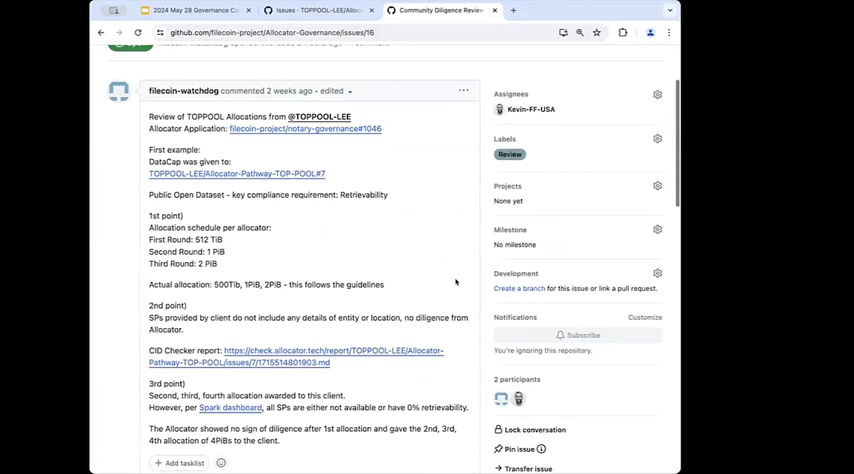 2024 May 28 Governance Ca
Issues · TOPPOOL-LEE/Alloc
Community Diligence Review
github.com/filecoin-project/Allocator-Governance/issues/16
filecoin-watchdog commented 2 weeks ago · edited
Review of TOPPOOL Allocations from @TOPPOOL-LEE
Allocator Application: filecoin-project/notary-governance#1046
First example:
DataCap was given to:
TOPPOOL-LEE/Allocator-Pathway-TOP-POOL#7
Public Open Dataset - key compliance requirement: Retrievability
1st point)
Allocation schedule per allocator:
First Round: 512 TiB
Second Round: 1 PiB
Third Round: 2 PiB
Actual allocation: 500Tib, 1PiB, 2PiB - this follows the guidelines
2nd point)
SPs provided by client do not include any details of entity or location, no diligence from
Allocator.
CID Checker report: https://check.allocator.tech/report/TOPPOOL-LEE/Allocator-
Pathway-TOP-POOL/issues/7/1715514801903.md
3rd point)
Second, third, fourth allocation awarded to this client.
However, per Spark dashboard, all SPs are either not available or have 0% retrievability.
The Allocator showed no sign of diligence after 1st allocation and gave the 2nd, 3rd,
4th allocation of 4PiBs to the client.
Add tasklist
Assignees
Kevin-FF-USA
Labels
Review
Projects
None yet
Milestone
No milestone
Development
Create a branch for this issue or link a pull request.
Notifications
Customize
Subscribe
You're ignoring this repository.
2 participants
Lock conversation
Pin issue
Transfer issue